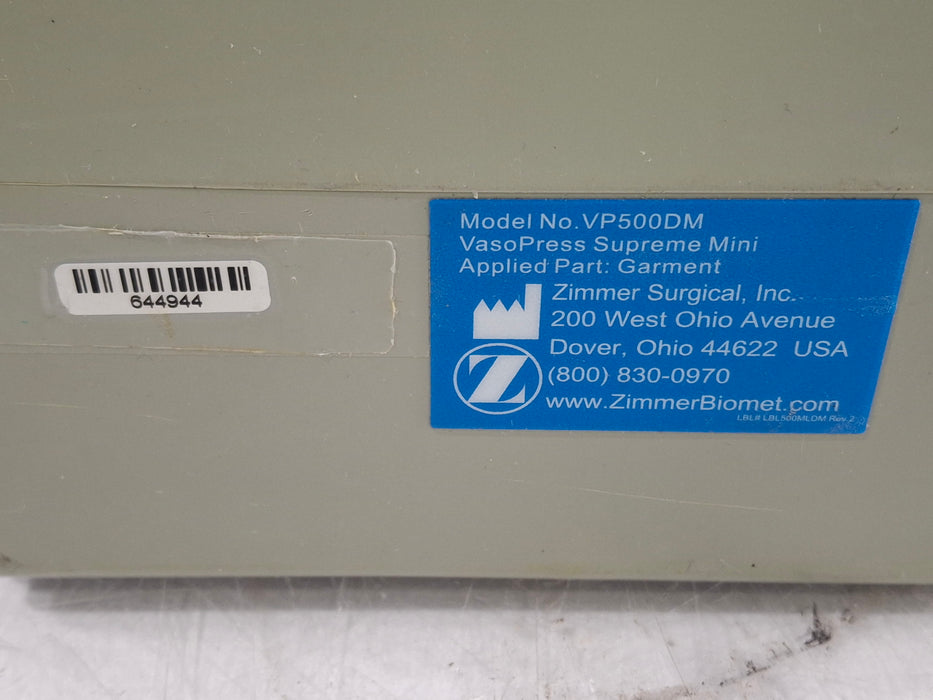 644944
Model No. VP500DM
VasoPress Supreme Mini
Applied Part: Garment
Zimmer Surgical, Inc.
200 West Ohio Avenue
Dover, Ohio 44622 USA
Z
(800) 830-0970
www.ZimmerBiomet.com
LBL# LBL500MLDM Rev.2